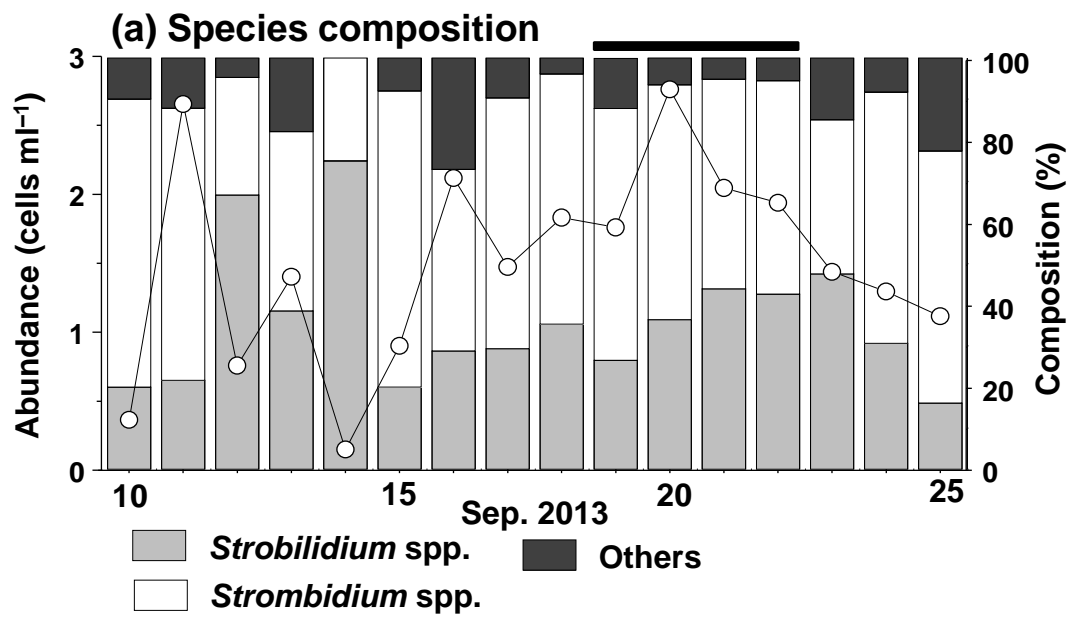 (a) Species composition
3
2
1
0
Abundance (cells ml⁻¹)
100
80
60
40
20
0
Composition (%)
10
15
20
25
Sep. 2013
Strobilidium spp.
Others
Strombidium spp.